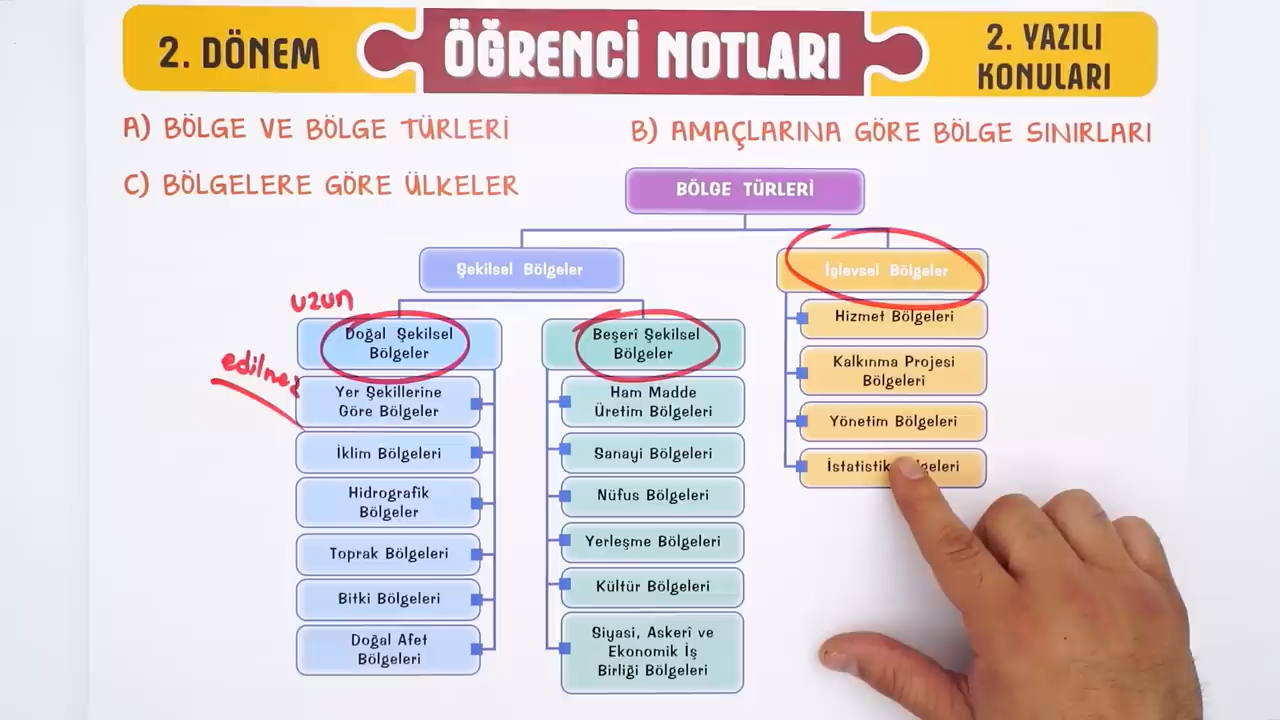 2. DÖNEM
ÖĞRENCİ NOTLARI
2. YAZILI
KONULARI
A) BÖLGE VE BÖLGE TÜRLERİ
B) AMAÇLARINA GÖRE BÖLGE SINIRLARI
C) BÖLGELERE GÖRE ÜLKELER
BÖLGE TÜRLERİ
Şekilsel Bölgeler
İşlevsel Bölgeler
uzun
edilmez
Doğal Şekilsel
Bölgeler
Yer Şekillerine
Göre Bölgeler
İklim Bölgeleri
Hidrografik
Bölgeler
Toprak Bölgeleri
Bitki Bölgeleri
Doğal Afet
Bölgeleri
Beşerî Şekilsel
Bölgeler
Ham Madde
Üretim Bölgeleri
Sanayi Bölgeleri
Nüfus Bölgeleri
Yerleşme Bölgeleri
Kültür Bölgeleri
Siyasi, Askerî ve
Ekonomik İş
Birliği Bölgeleri
Hizmet Bölgeleri
Kalkınma Projesi
Bölgeleri
Yönetim Bölgeleri
İstatistik